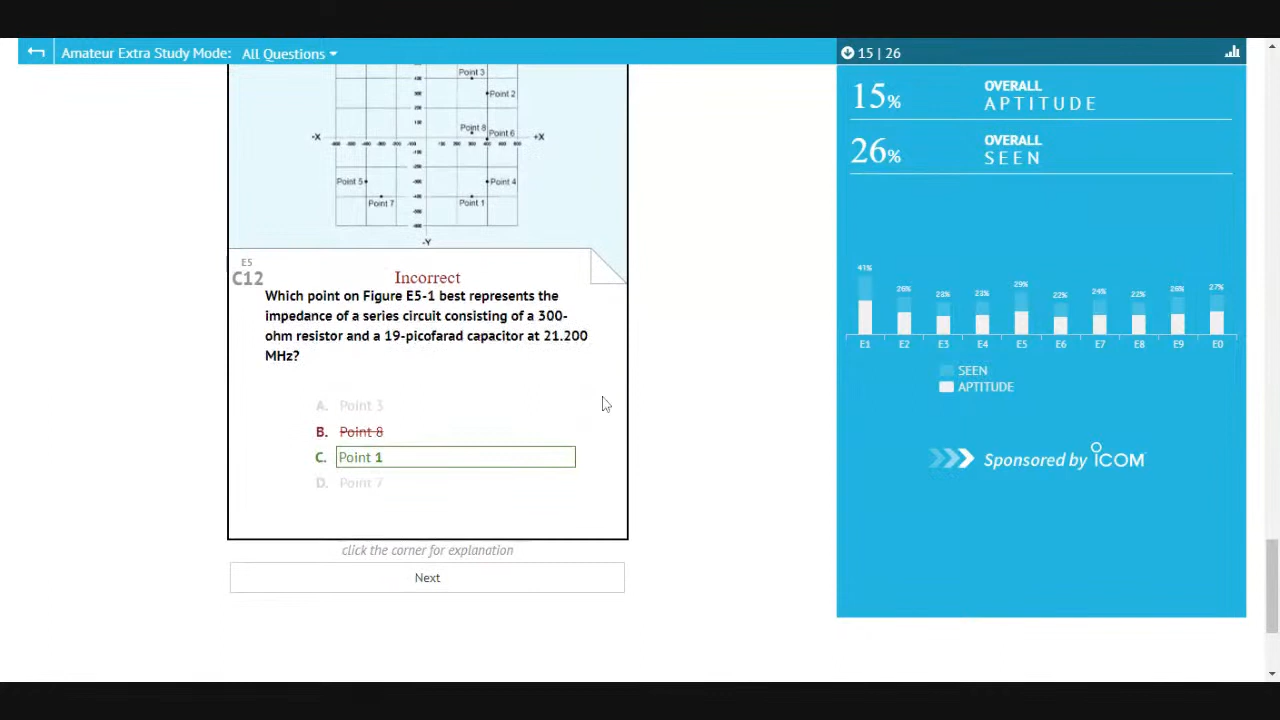 Amateur Extra Study Mode: All Questions
15 | 26
Point 3
Point 2
Point 8
Point 6
-X
+X
Point 5
Point 4
Point 7
Point 1
-Y
E5
C12
Incorrect
Which point on Figure E5-1 best represents the
impedance of a series circuit consisting of a 300-
ohm resistor and a 19-picofarad capacitor at 21.200
MHz?
A. Point 3
B. Point 8
C. Point 1
D. Point 7
click the corner for explanation
Next
15% OVERALL
APTITUDE
26% OVERALL
SEEN
41% 26% 28% 23% 29% 22% 24% 22% 26% 27%
E1 E2 E3 E4 E5 E6 E7 E8 E9 E0
SEEN
APTITUDE
Sponsored by ICOM